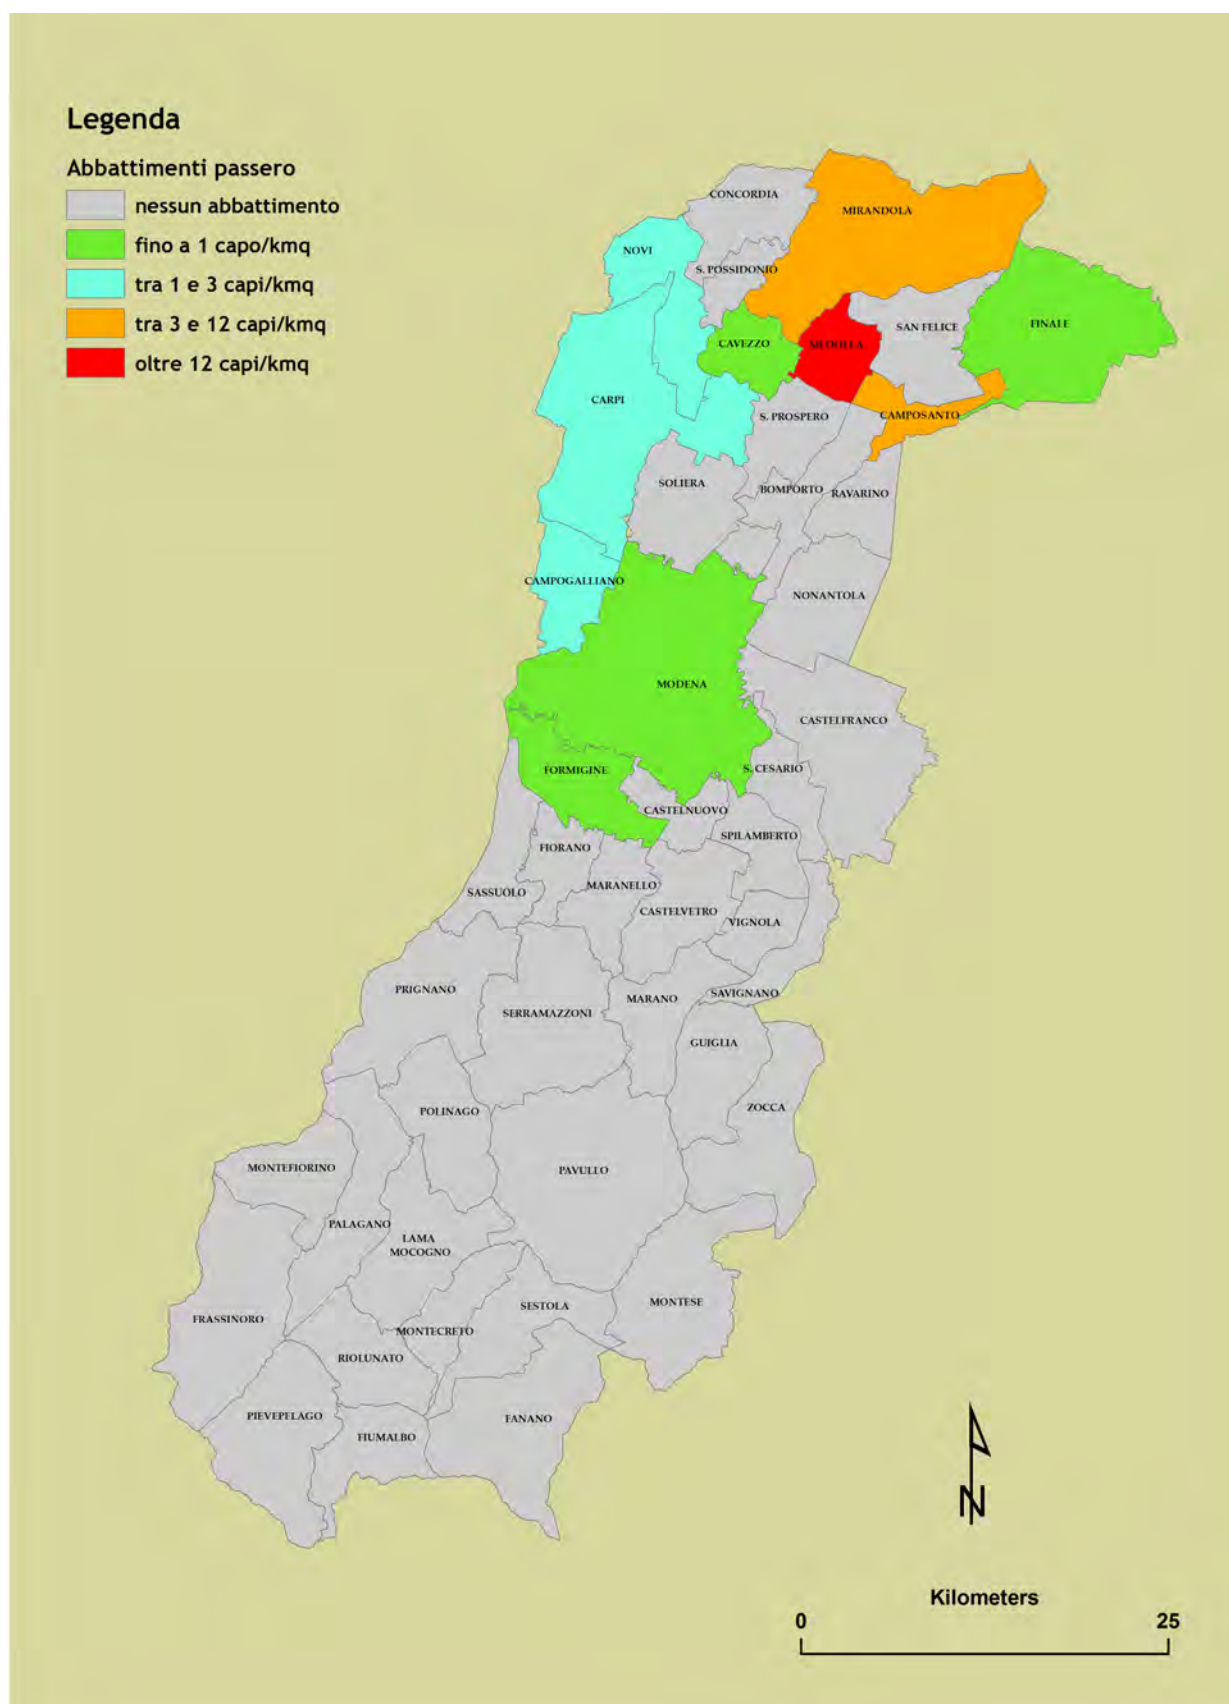 Legenda
Abbattimenti passero
nessun abbattimento
fino a 1 capo/kmq
tra 1 e 3 capi/kmq
tra 3 e 12 capi/kmq
oltre 12 capi/kmq
CONCORDIA
MIRANDOLA
NOVI
S. POSSIDONIO
FINALE
SAN FELICE
CAVEZZO
MEDOLLA
CARPI
S. PROSPERO
CAMPOSANTO
SOLIERA
BOMPORTO
RAVARINO
CAMPOGALLIANO
NONANTOLA
MODENA
CASTELFRANCO
FORMIGINE
S. CESARIO
CASTELNUOVO
SPILAMBERTO
FIORANO
MARANELLO
SASSUOLO
CASTELVETRO
VIGNOLA
PRIGNANO
SAVIGNANO
MARANO
SERRAMAZZONI
GUIGLIA
POLINAGO
ZOCCA
MONTEFIORINO
PAVULLO
PALAGANO
LAMA
MOCOGNO
MONTESE
SESTOLA
FRASSINORO
MONTECRETO
RIOLUNATO
PIEVEPELAGO
FANANO
FIUMALBO
N
Kilometers
0 25